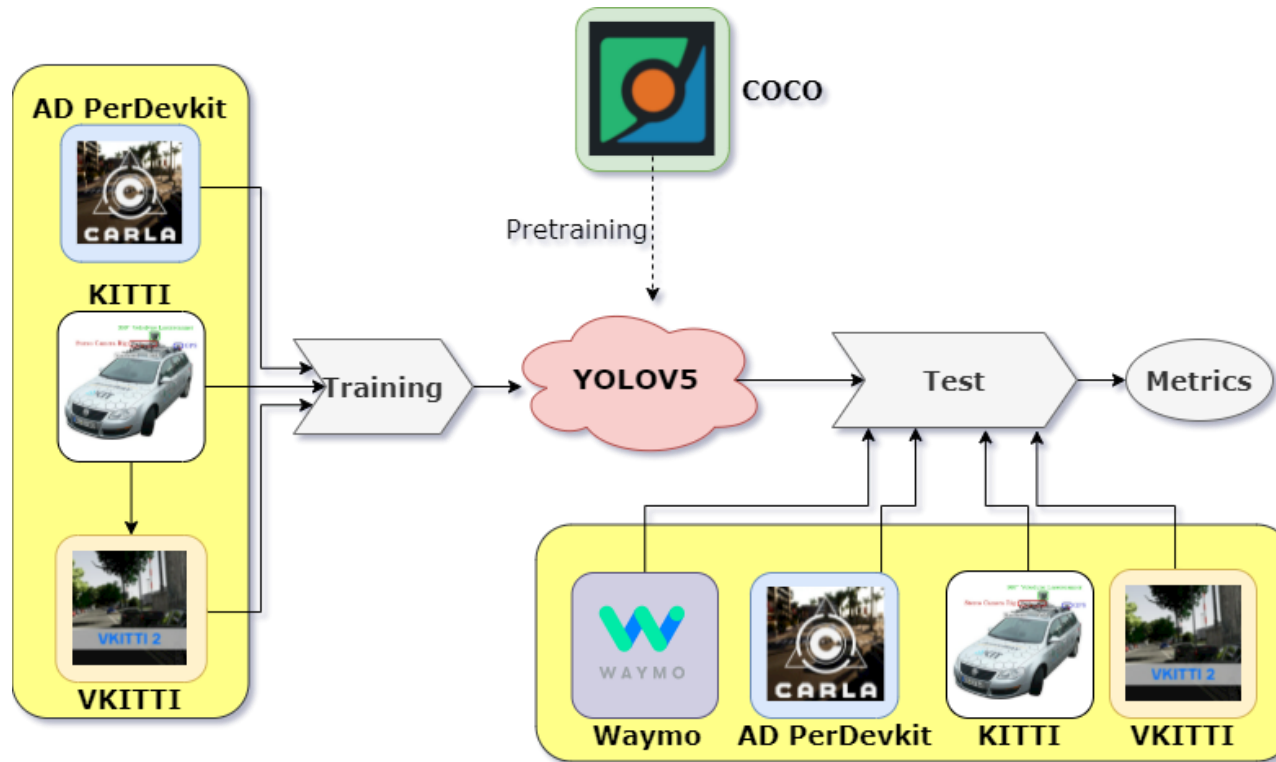 COCO
AD PerDevkit
CARLA
Pretraining
KITTI
Training
YOLOV5
Test
Metrics
VKITTI 2
VKITTI
WAYMO
CARLA
VKITTI 2
Waymo
AD PerDevkit
KITTI
VKITTI